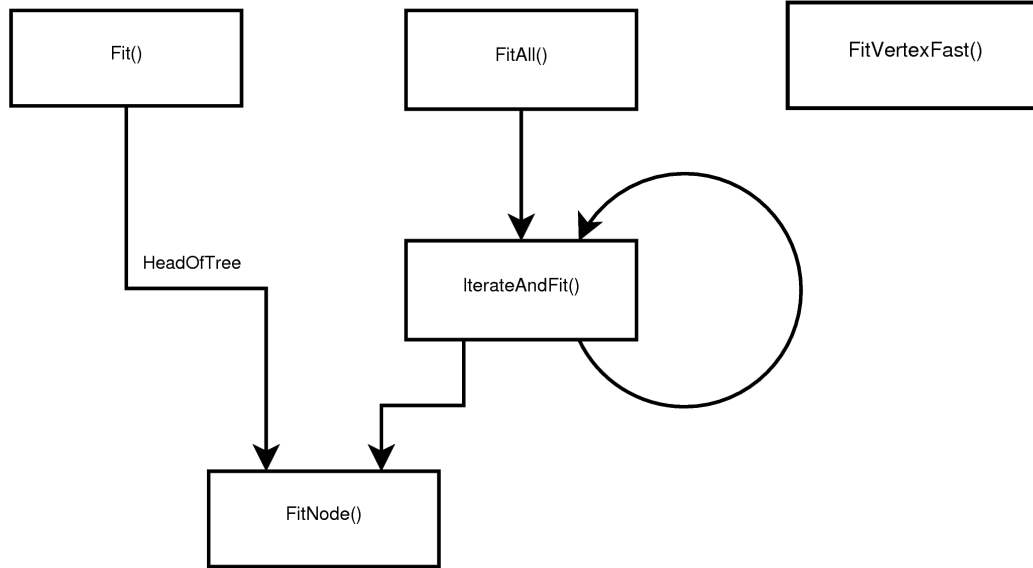 Fit()
FitAll()
FitVertexFast()
HeadOfTree
IterateAndFit()
FitNode()